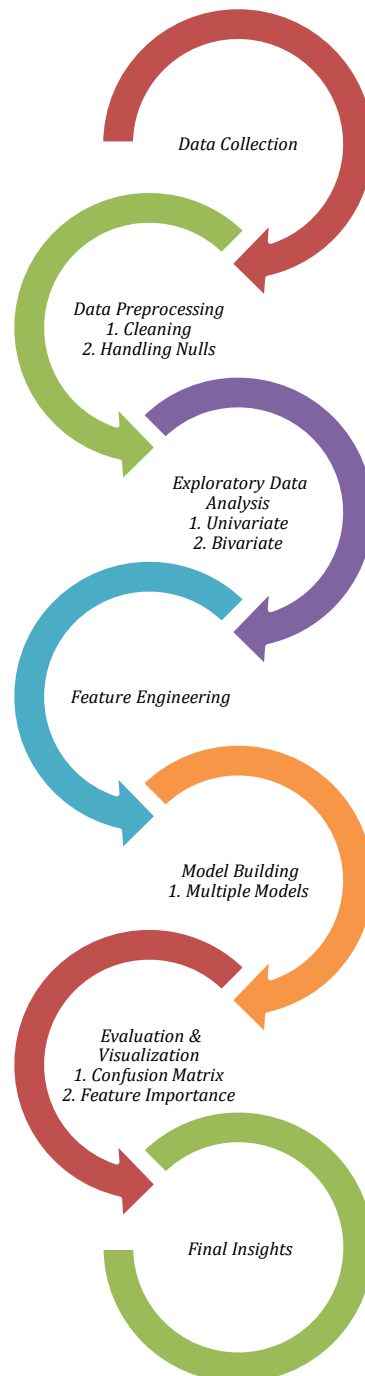 Data Collection
Data Preprocessing
1. Cleaning
2. Handling Nulls
Exploratory Data
Analysis
1. Univariate
2. Bivariate
Feature Engineering
Model Building
1. Multiple Models
Evaluation &
Visualization
1. Confusion Matrix
2. Feature Importance
Final Insights